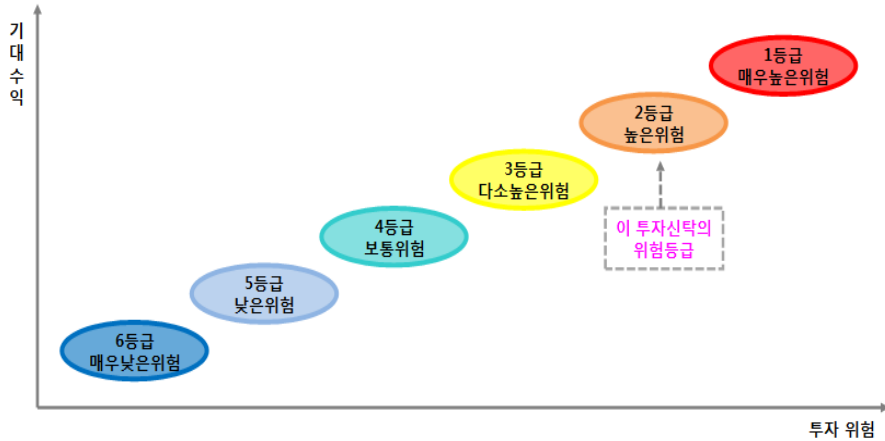 기대수익
1등급
매우높은위험
2등급
높은위험
3등급
다소높은위험
이 투자신탁의
위험등급
4등급
보통위험
5등급
낮은위험
6등급
매우낮은위험
투자 위험